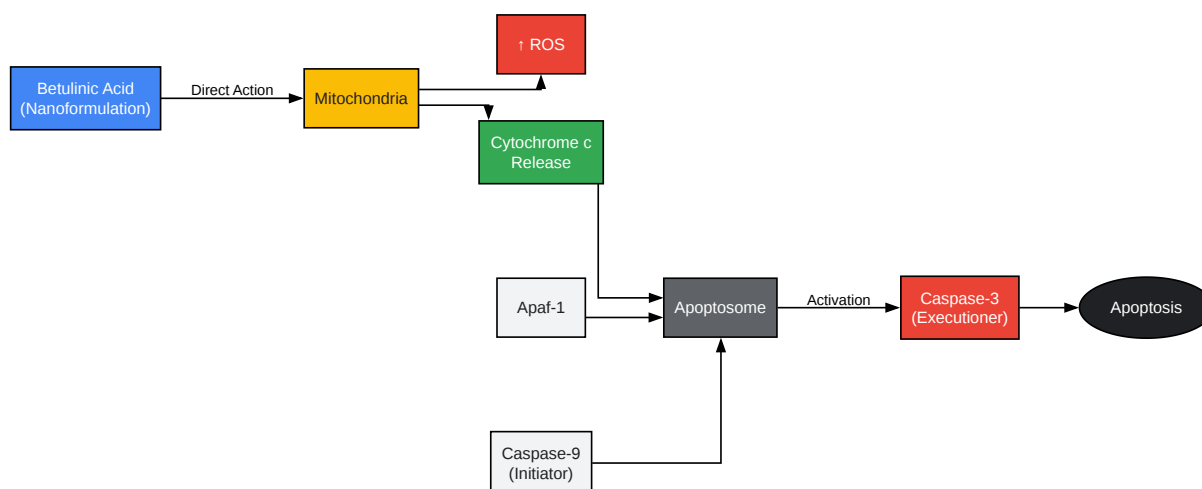 ↑ ROS
Betulinic Acid
(Nanoformulation)
Direct Action
Mitochondria
Cytochrome c
Release
Apaf-1
Apoptosome
Activation
Caspase-3
(Executioner)
Apoptosis
Caspase-9
(Initiator)